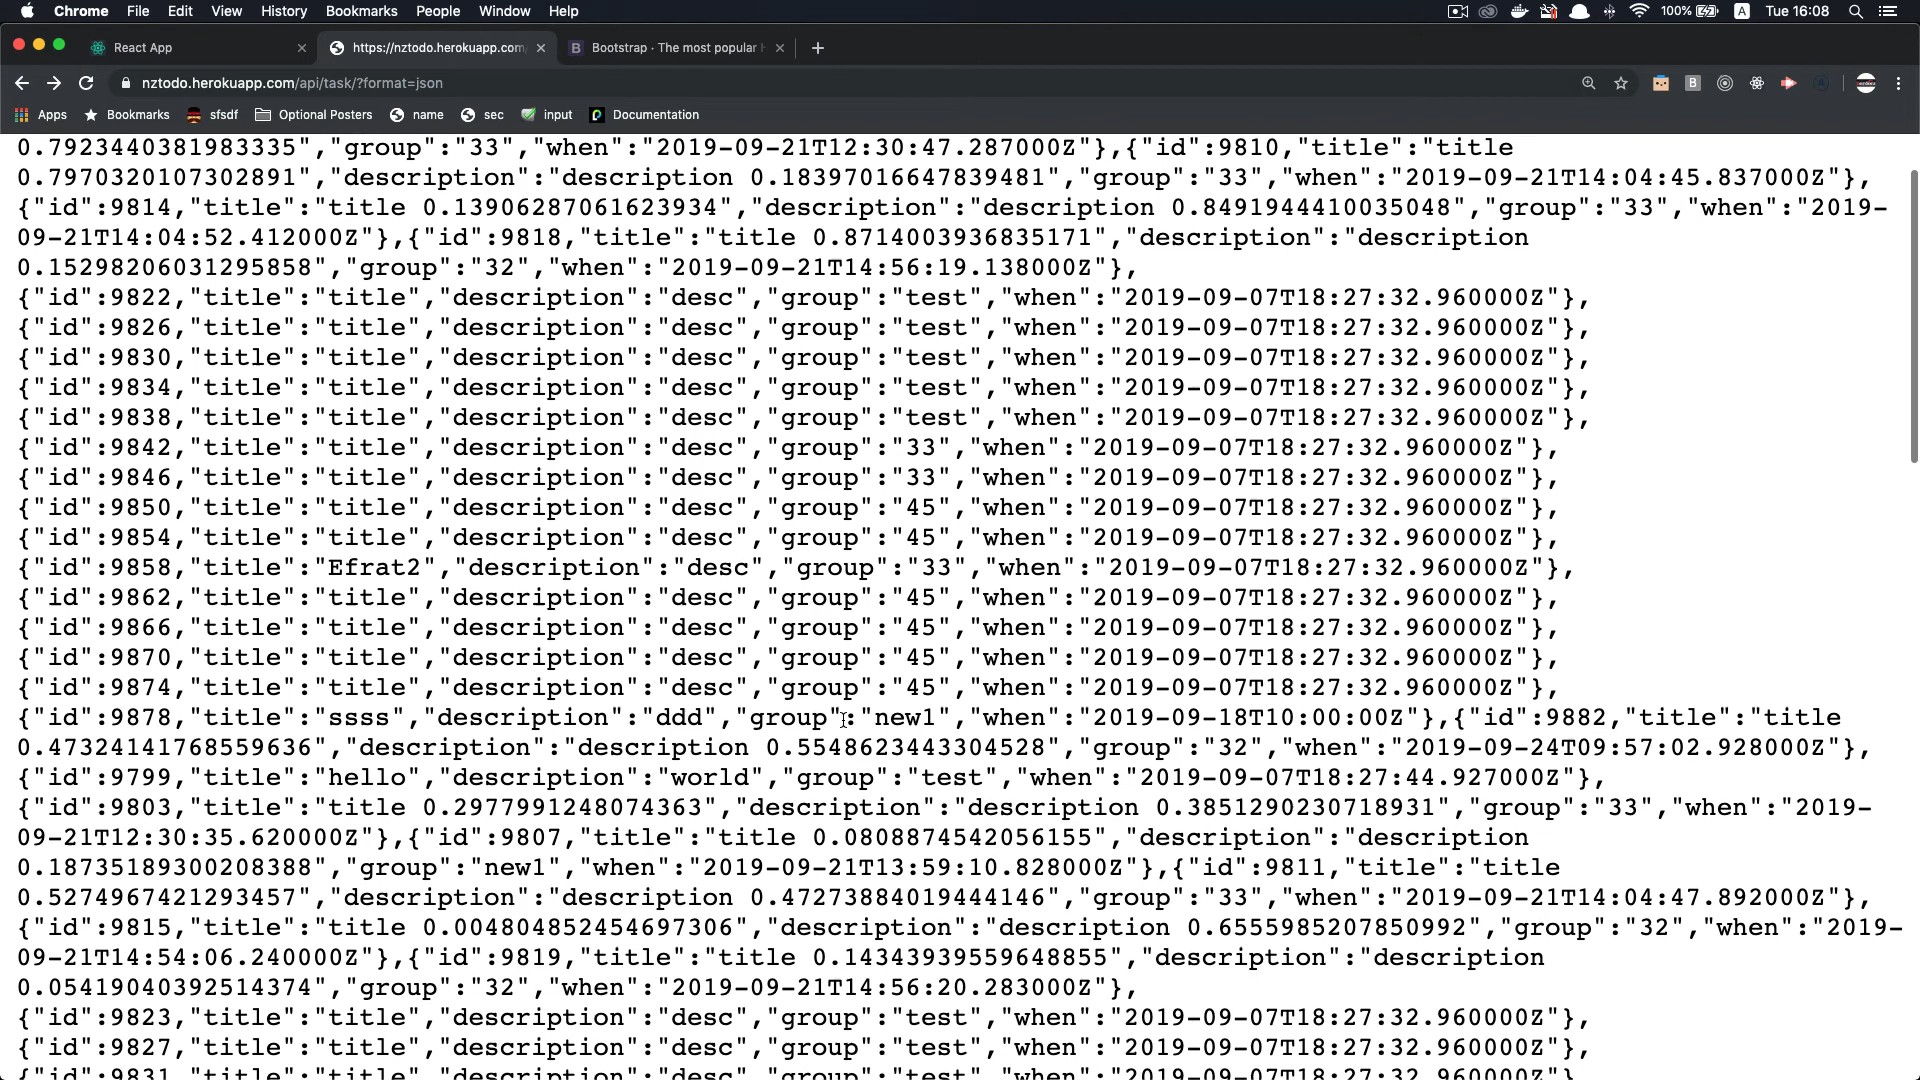 Chrome File Edit View History Bookmarks People Window Help 100% A Tue 16:08
React App https://nztodo.herokuapp.com, B Bootstrap · The most popular
nztodo.herokuapp.com/api/task/?format=json
Apps Bookmarks sfsdf Optional Posters name sec input Documentation
0.7923440381983335","group":"33","when":"2019-09-21T12:30:47.287000Z"},{"id":9810,"title":"title
0.7970320107302891","description":"description 0.18397016647839481","group":"33","when":"2019-09-21T14:04:45.837000Z"},
{"id":9814,"title":"title 0.13906287061623934","description":"description 0.8491944410035048","group":"33","when":"2019-
09-21T14:04:52.412000Z"},{"id":9818,"title":"title 0.8714003936835171","description":"description
0.15298206031295858","group":"32","when":"2019-09-21T14:56:19.138000Z"},
{"id":9822,"title":"title","description":"desc","group":"test","when":"2019-09-07T18:27:32.960000Z"},
{"id":9826,"title":"title","description":"desc","group":"test","when":"2019-09-07T18:27:32.960000Z"},
{"id":9830,"title":"title","description":"desc","group":"test","when":"2019-09-07T18:27:32.960000Z"},
{"id":9834,"title":"title","description":"desc","group":"test","when":"2019-09-07T18:27:32.960000Z"},
{"id":9838,"title":"title","description":"desc","group":"test","when":"2019-09-07T18:27:32.960000Z"},
{"id":9842,"title":"title","description":"desc","group":"33","when":"2019-09-07T18:27:32.960000Z"},
{"id":9846,"title":"title","description":"desc","group":"33","when":"2019-09-07T18:27:32.960000Z"},
{"id":9850,"title":"title","description":"desc","group":"45","when":"2019-09-07T18:27:32.960000Z"},
{"id":9854,"title":"title","description":"desc","group":"45","when":"2019-09-07T18:27:32.960000Z"},
{"id":9858,"title":"Efrat2","description":"desc","group":"33","when":"2019-09-07T18:27:32.960000Z"},
{"id":9862,"title":"title","description":"desc","group":"45","when":"2019-09-07T18:27:32.960000Z"},
{"id":9866,"title":"title","description":"desc","group":"45","when":"2019-09-07T18:27:32.960000Z"},
{"id":9870,"title":"title","description":"desc","group":"45","when":"2019-09-07T18:27:32.960000Z"},
{"id":9874,"title":"title","description":"desc","group":"45","when":"2019-09-07T18:27:32.960000Z"},
{"id":9878,"title":"ssss","description":"ddd","group":"new1","when":"2019-09-18T10:00:00Z"},{"id":9882,"title":"title
0.47324141768559636","description":"description 0.5548623443304528","group":"32","when":"2019-09-24T09:57:02.928000Z"},
{"id":9799,"title":"hello","description":"world","group":"test","when":"2019-09-07T18:27:44.927000Z"},
{"id":9803,"title":"title 0.2977991248074363","description":"description 0.3851290230718931","group":"33","when":"2019-
09-21T12:30:35.620000Z"},{"id":9807,"title":"title 0.0808874542056155","description":"description
0.18735189300208388","group":"new1","when":"2019-09-21T13:59:10.828000Z"},{"id":9811,"title":"title
0.5274967421293457","description":"description 0.47273884019444146","group":"33","when":"2019-09-21T14:04:47.892000Z"},
{"id":9815,"title":"title 0.004804852454697306","description":"description 0.6555985207850992","group":"32","when":"2019-
09-21T14:54:06.240000Z"},{"id":9819,"title":"title 0.14343939559648855","description":"description
0.05419040392514374","group":"32","when":"2019-09-21T14:56:20.283000Z"},
{"id":9823,"title":"title","description":"desc","group":"test","when":"2019-09-07T18:27:32.960000Z"},
{"id":9827,"title":"title","description":"desc","group":"test","when":"2019-09-07T18:27:32.960000Z"},
{"id":9831,"title":"title","description":"desc","group":"test","when":"2019-09-07T18:27:32.960000Z"},